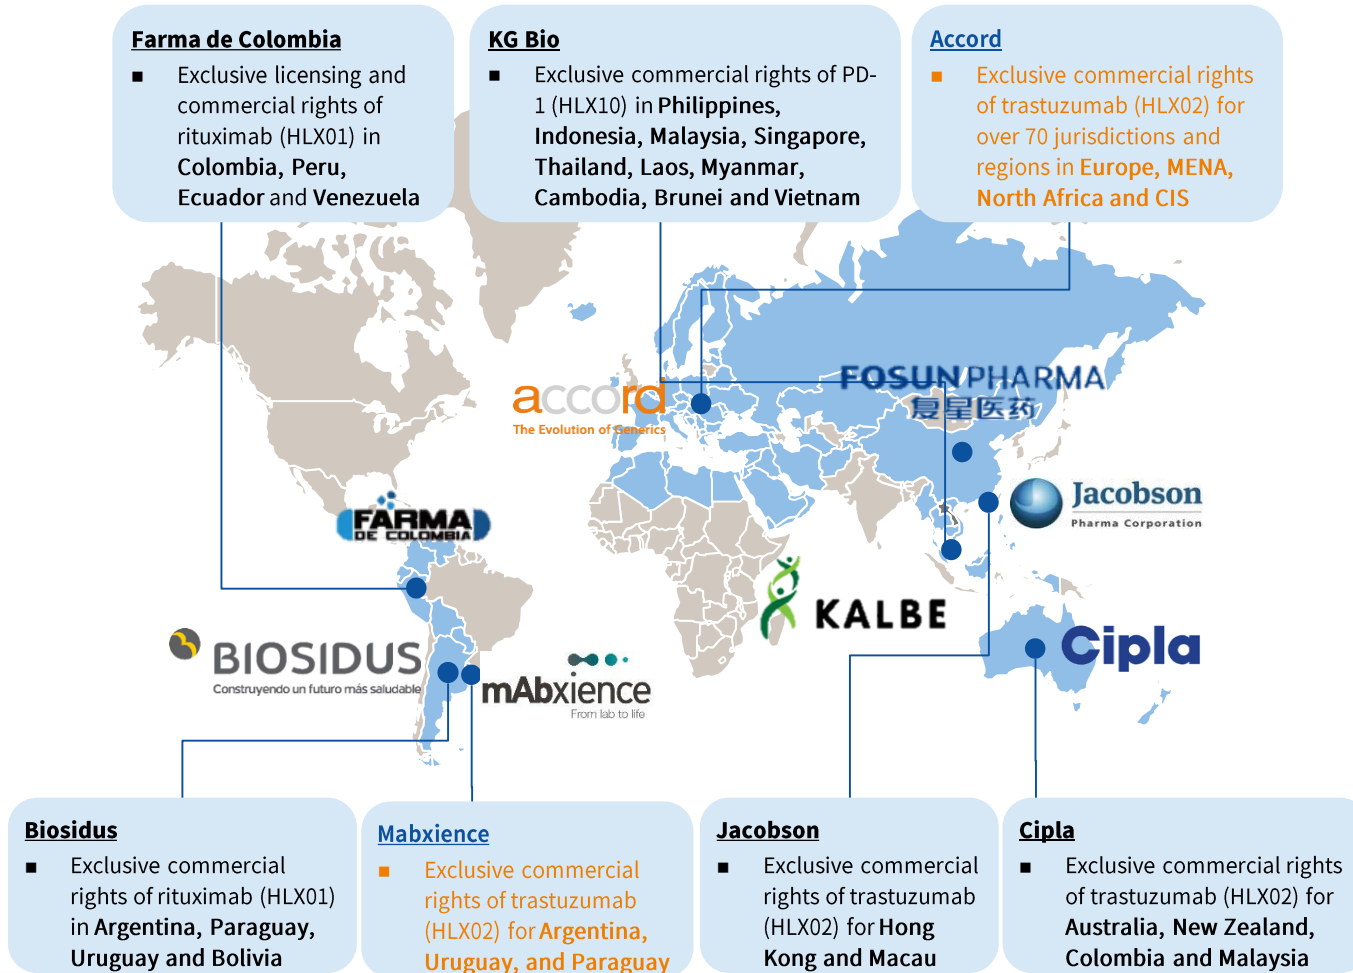 Farma de Colombia
■ Exclusive licensing and
commercial rights of
rituximab (HLX01) in
Colombia, Peru,
Ecuador and Venezuela
KG Bio
■ Exclusive commercial rights of PD-
1 (HLX10) in Philippines,
Indonesia, Malaysia, Singapore,
Thailand, Laos, Myanmar,
Cambodia, Brunei and Vietnam
Accord
■ Exclusive commercial rights
of trastuzumab (HLX02) for
over 70 jurisdictions and
regions in Europe, MENA,
North Africa and CIS
FOSUN PHARMA
复星医药
accord
The Evolution of Generics
Jacobson
Pharma Corporation
FARMA
DE COLOMBIA
KALBE
BIOSIDUS
Construyendo un futuro más saludable
mAbxience
From lab to life
Cipla
Biosidus
■ Exclusive commercial
rights of rituximab (HLX01)
in Argentina, Paraguay,
Uruguay and Bolivia
Mabxience
■ Exclusive commercial
rights of trastuzumab
(HLX02) for Argentina,
Uruguay, and Paraguay
Jacobson
■ Exclusive commercial
rights of trastuzumab
(HLX02) for Hong
Kong and Macau
Cipla
■ Exclusive commercial rights
of trastuzumab (HLX02) for
Australia, New Zealand,
Colombia and Malaysia